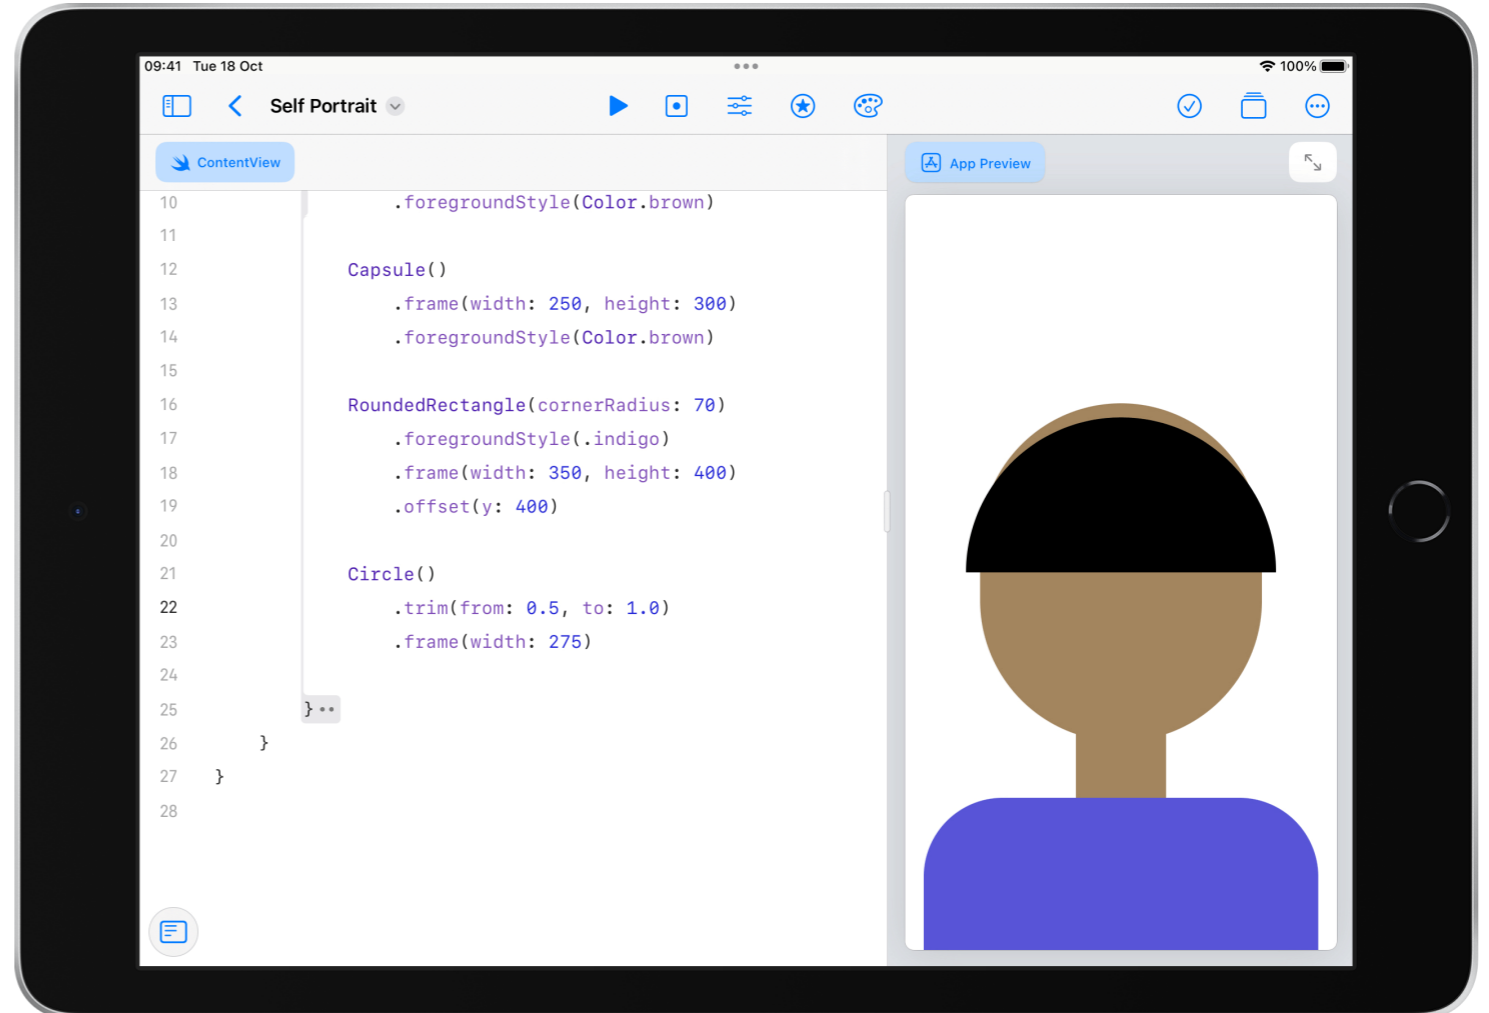 09:41 Tue 18 Oct
100%
Self Portrait
ContentView
10 .foregroundStyle(Color.brown)
11
12 Capsule()
13 .frame(width: 250, height: 300)
14 .foregroundStyle(Color.brown)
15
16 RoundedRectangle(cornerRadius: 70)
17 .foregroundStyle(.indigo)
18 .frame(width: 350, height: 400)
19 .offset(y: 400)
20
21 Circle()
22 .trim(from: 0.5, to: 1.0)
23 .frame(width: 275)
24
25 }
26 }
27 }
28
App Preview